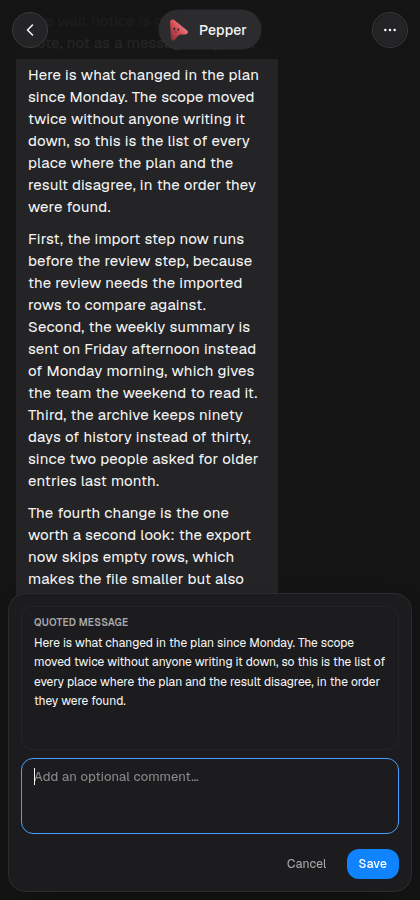 Pepper
Here is what changed in the plan
since Monday. The scope moved
twice without anyone writing it
down, so this is the list of every
place where the plan and the
result disagree, in the order they
were found.
First, the import step now runs
before the review step, because
the review needs the imported
rows to compare against.
Second, the weekly summary is
sent on Friday afternoon instead
of Monday morning, which gives
the team the weekend to read it.
Third, the archive keeps ninety
days of history instead of thirty,
since two people asked for older
entries last month.
The fourth change is the one
worth a second look: the export
now skips empty rows, which
makes the file smaller but also
QUOTED MESSAGE
Here is what changed in the plan since Monday. The scope
moved twice without anyone writing it down, so this is the list of
every place where the plan and the result disagree, in the order
they were found.
Add an optional comment...
Cancel
Save